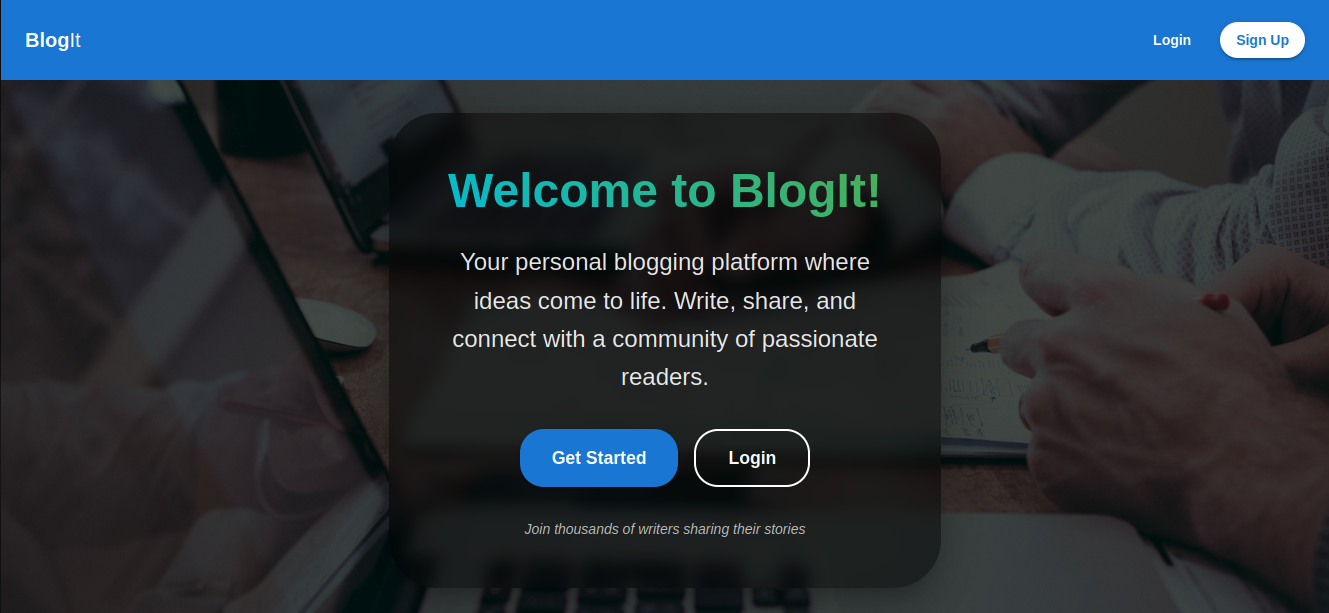 BlogIt
Login
Sign Up
Welcome to BlogIt!
Your personal blogging platform where
ideas come to life. Write, share, and
connect with a community of passionate
readers.
Get Started
Login
Join thousands of writers sharing their stories